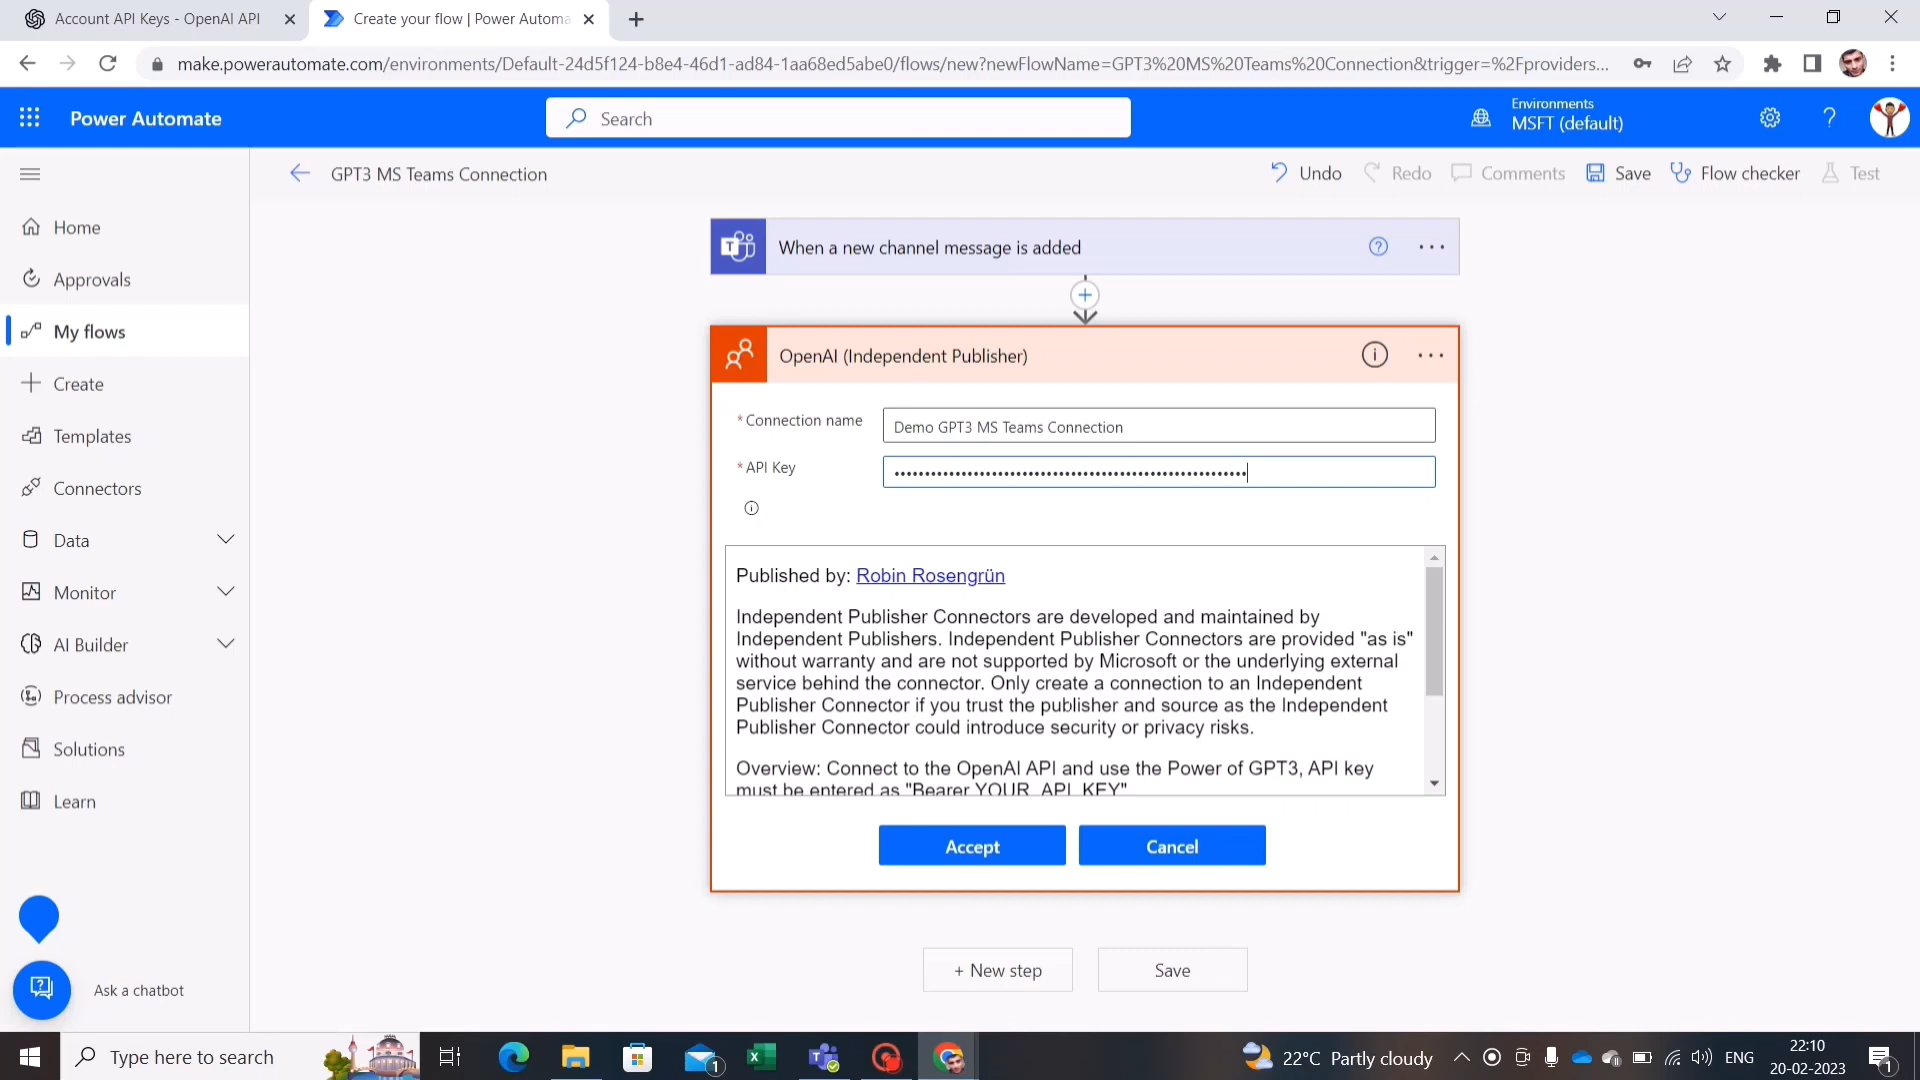 Account API Keys - OpenAI API
Create your flow | Power Automa
make.powerautomate.com/environments/Default-24d5f124-b8e4-46d1-ad84-1aa68ed5abe0/flows/new?newFlowName=GPT3%20MS%20Teams%20Connection&trigger=%2Fproviders...
Power Automate
Search
Environments
MSFT (default)
GPT3 MS Teams Connection
Undo
Redo
Comments
Save
Flow checker
Test
Home
Approvals
My flows
Create
Templates
Connectors
Data
Monitor
AI Builder
Process advisor
Solutions
Learn
Ask a chatbot
When a new channel message is added
OpenAI (Independent Publisher)
* Connection name
Demo GPT3 MS Teams Connection
* API Key
Published by: Robin Rosengrün
Independent Publisher Connectors are developed and maintained by
Independent Publishers. Independent Publisher Connectors are provided "as is"
without warranty and are not supported by Microsoft or the underlying external
service behind the connector. Only create a connection to an Independent
Publisher Connector if you trust the publisher and source as the Independent
Publisher Connector could introduce security or privacy risks.
Overview: Connect to the OpenAI API and use the Power of GPT3, API key
must be entered as "Bearer YOUR_API_KEY"
Accept
Cancel
+ New step
Save
Type here to search
1
22°C Partly cloudy
ENG
22:10
20-02-2023
1